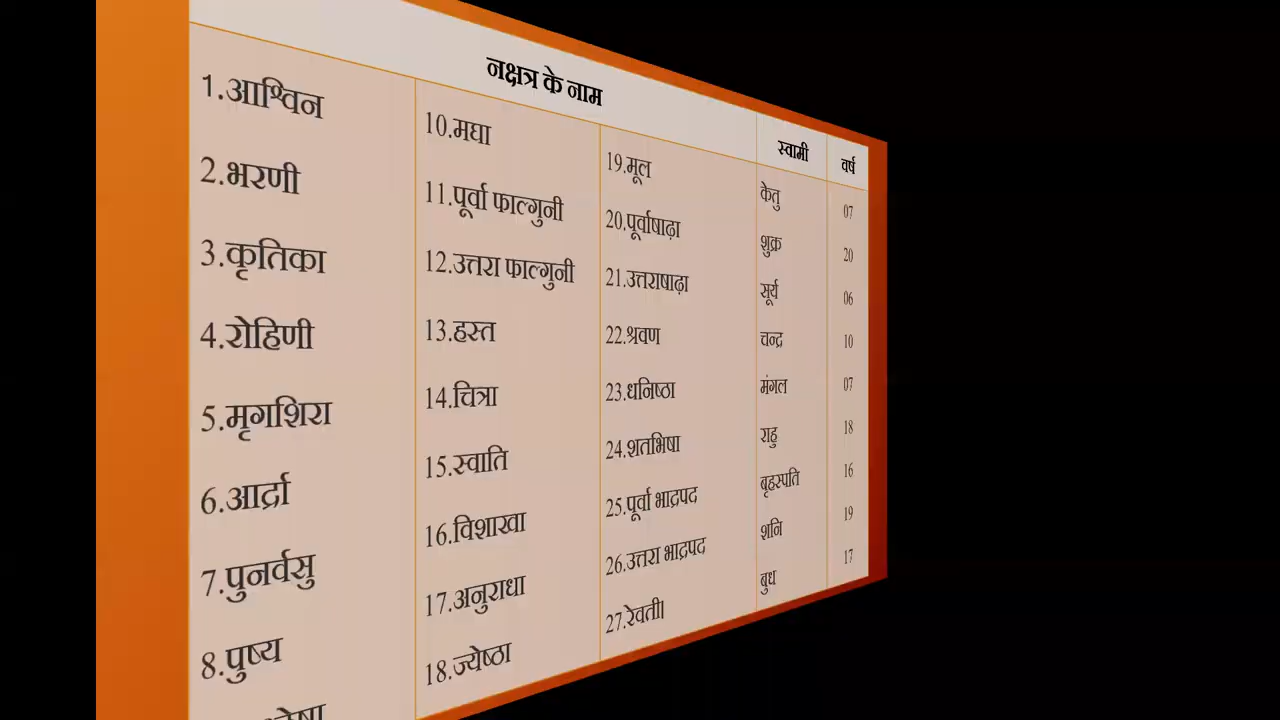 नक्षत्र के नाम
स्वामी
वर्ष
1.आश्विन
2.भरणी
3.कृतिका
4.रोहिणी
5.मृगशिरा
6.आर्द्रा
7.पुनर्वसु
8.पुष्य
10.मघा
11.पूर्वा फाल्गुनी
12.उत्तरा फाल्गुनी
13.हस्त
14.चित्रा
15.स्वाति
16.विशाखा
17.अनुराधा
18.ज्येष्ठा
19.मूल
20.पूर्वाषाढ़ा
21.उत्तराषाढ़ा
22.श्रवण
23.धनिष्ठा
24.शतभिषा
25.पूर्वा भाद्रपद
26.उत्तरा भाद्रपद
27.रेवती।
केतु
शुक्र
सूर्य
चन्द्र
मंगल
राहु
बृहस्पति
शनि
बुध
07
20
06
10
07
18
16
19
17